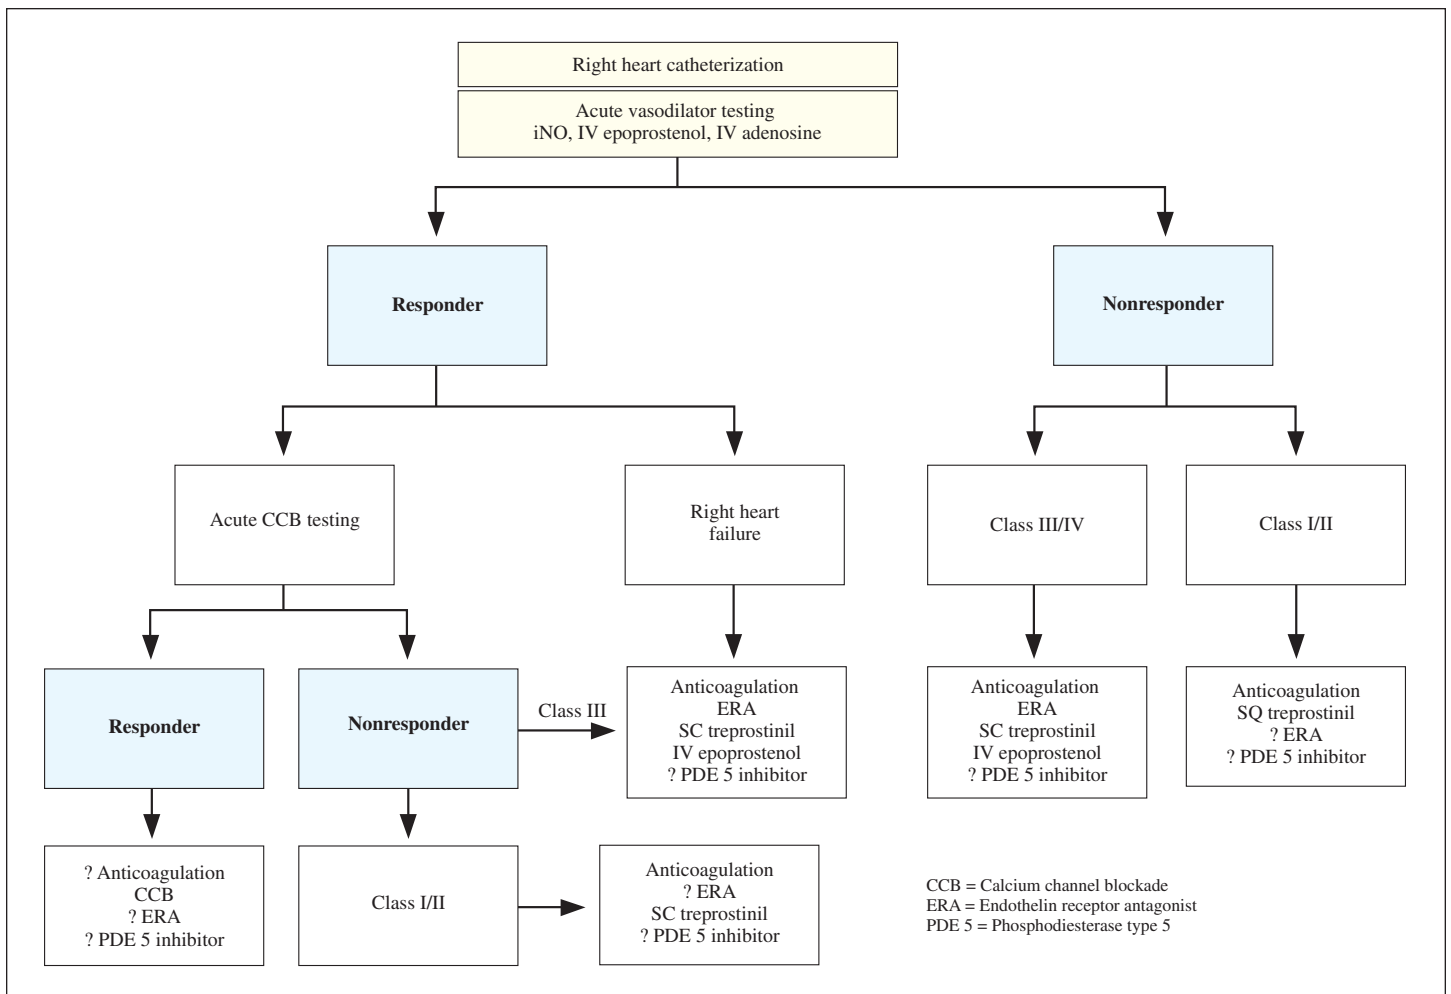 Right heart catheterization
Acute vasodilator testing
iNO, IV epoprostenol, IV adenosine
Responder
Nonresponder
Acute CCB testing
Right heart
failure
Class III/IV
Class I/II
Responder
Nonresponder
Class III
Anticoagulation
ERA
SC treprostinil
IV epoprostenol
? PDE 5 inhibitor
Anticoagulation
ERA
SC treprostinil
IV epoprostenol
? PDE 5 inhibitor
Anticoagulation
SQ treprostinil
? ERA
? PDE 5 inhibitor
? Anticoagulation
CCB
? ERA
? PDE 5 inhibitor
Class I/II
Anticoagulation
? ERA
SC treprostinil
? PDE 5 inhibitor
CCB = Calcium channel blockade
ERA = Endothelin receptor antagonist
PDE 5 = Phosphodiesterase type 5